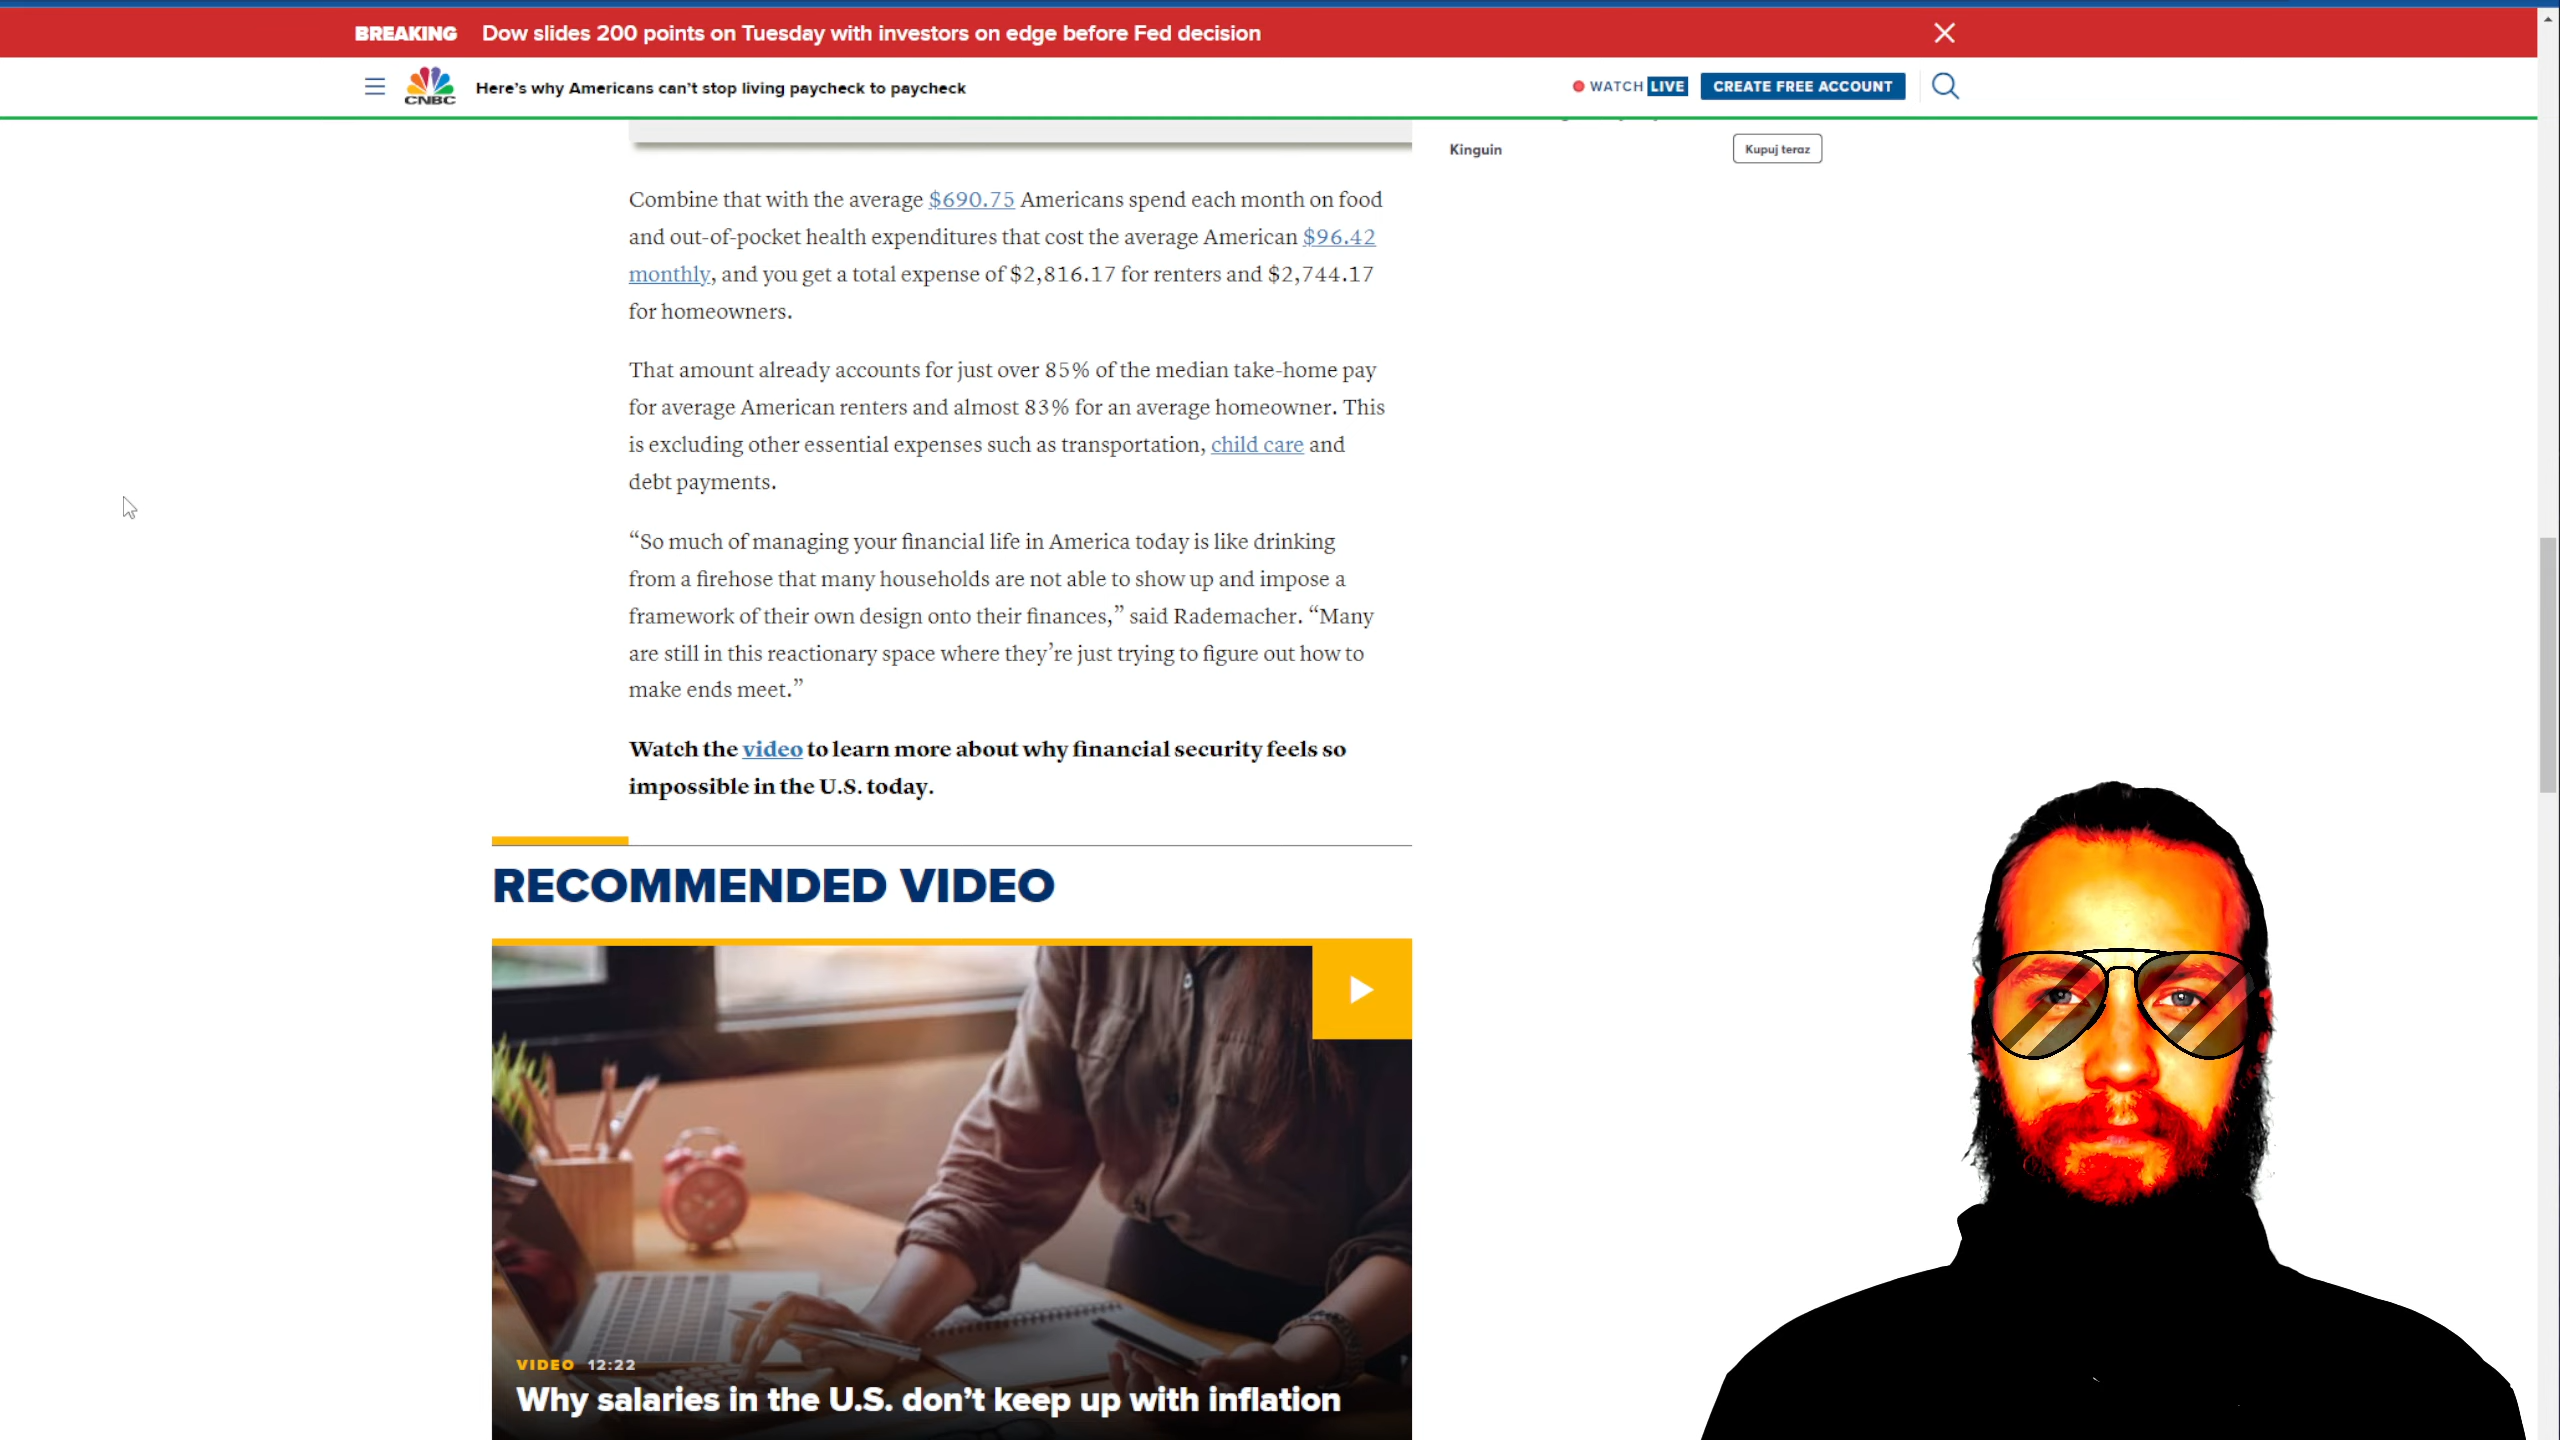 BREAKING Dow slides 200 points on Tuesday with investors on edge before Fed decision
CNBC Here's why Americans can't stop living paycheck to paycheck WATCH LIVE CREATE FREE ACCOUNT
Kinguin Kupuj teraz
Combine that with the average $690.75 Americans spend each month on food
and out-of-pocket health expenditures that cost the average American $96.42
monthly, and you get a total expense of $2,816.17 for renters and $2,744.17
for homeowners.
That amount already accounts for just over 85% of the median take-home pay
for average American renters and almost 83% for an average homeowner. This
is excluding other essential expenses such as transportation, child care and
debt payments.
“So much of managing your financial life in America today is like drinking
from a firehose that many households are not able to show up and impose a
framework of their own design onto their finances,” said Rademacher. “Many
are still in this reactionary space where they’re just trying to figure out how to
make ends meet.”
Watch the video to learn more about why financial security feels so
impossible in the U.S. today.
RECOMMENDED VIDEO
VIDEO 12:22
Why salaries in the U.S. don’t keep up with inflation